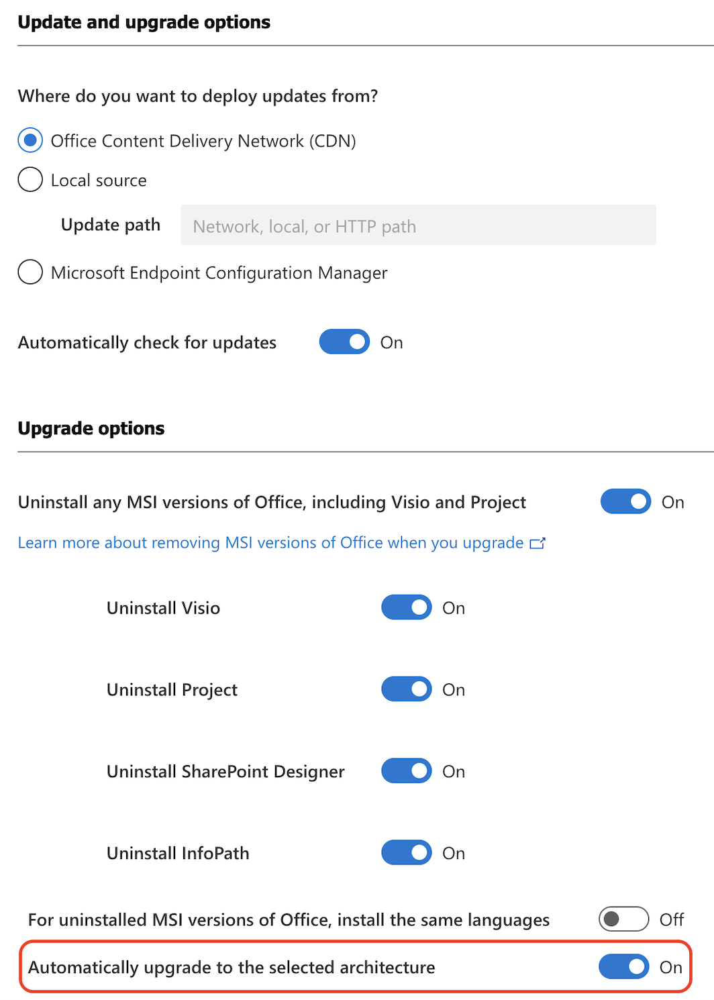 Update and upgrade options
Where do you want to deploy updates from?
Office Content Delivery Network (CDN)
Local source
Update path Network, local, or HTTP path
Microsoft Endpoint Configuration Manager
Automatically check for updates On
Upgrade options
Uninstall any MSI versions of Office, including Visio and Project On
Learn more about removing MSI versions of Office when you upgrade
Uninstall Visio On
Uninstall Project On
Uninstall SharePoint Designer On
Uninstall InfoPath On
For uninstalled MSI versions of Office, install the same languages Off
Automatically upgrade to the selected architecture On